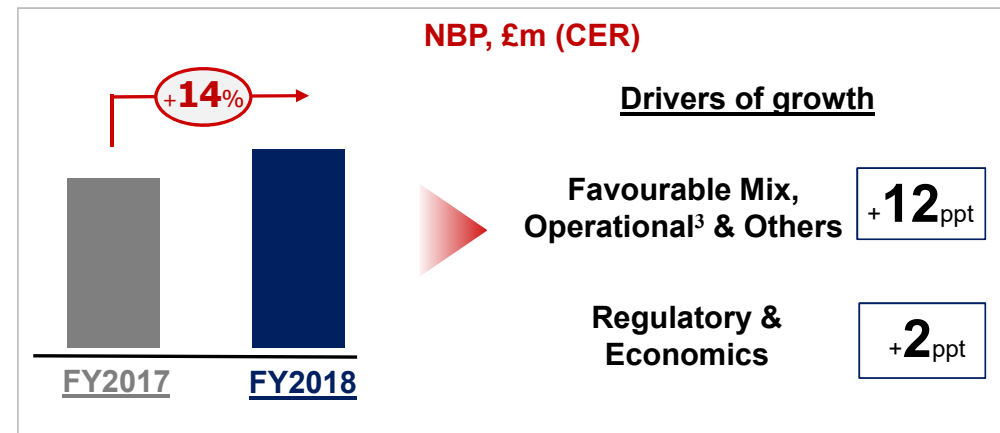 NBP, £m (CER)
+14%
Drivers of growth
Favourable Mix,
Operational³ & Others
+12ppt
Regulatory &
Economics
+2ppt
FY2017
FY2018